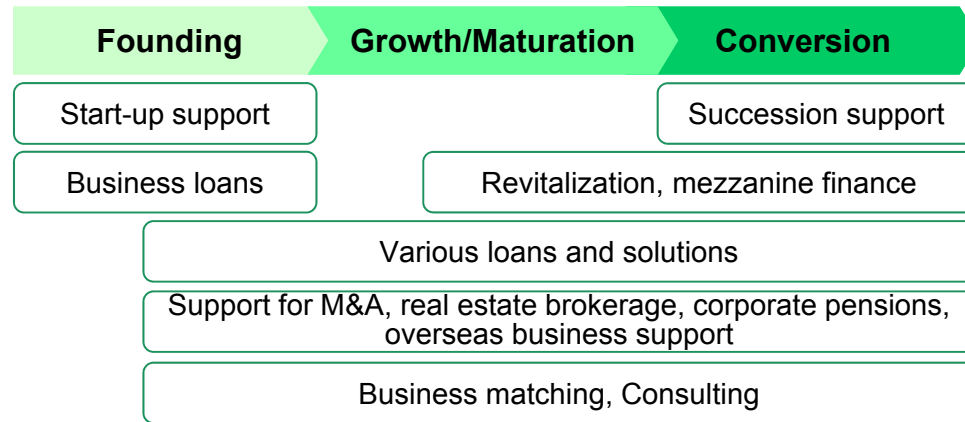 Founding
Growth/Maturation
Conversion
Start-up support
Succession support
Business loans
Revitalization, mezzanine finance
Various loans and solutions
Support for M&A, real estate brokerage, corporate pensions,
overseas business support
Business matching, Consulting